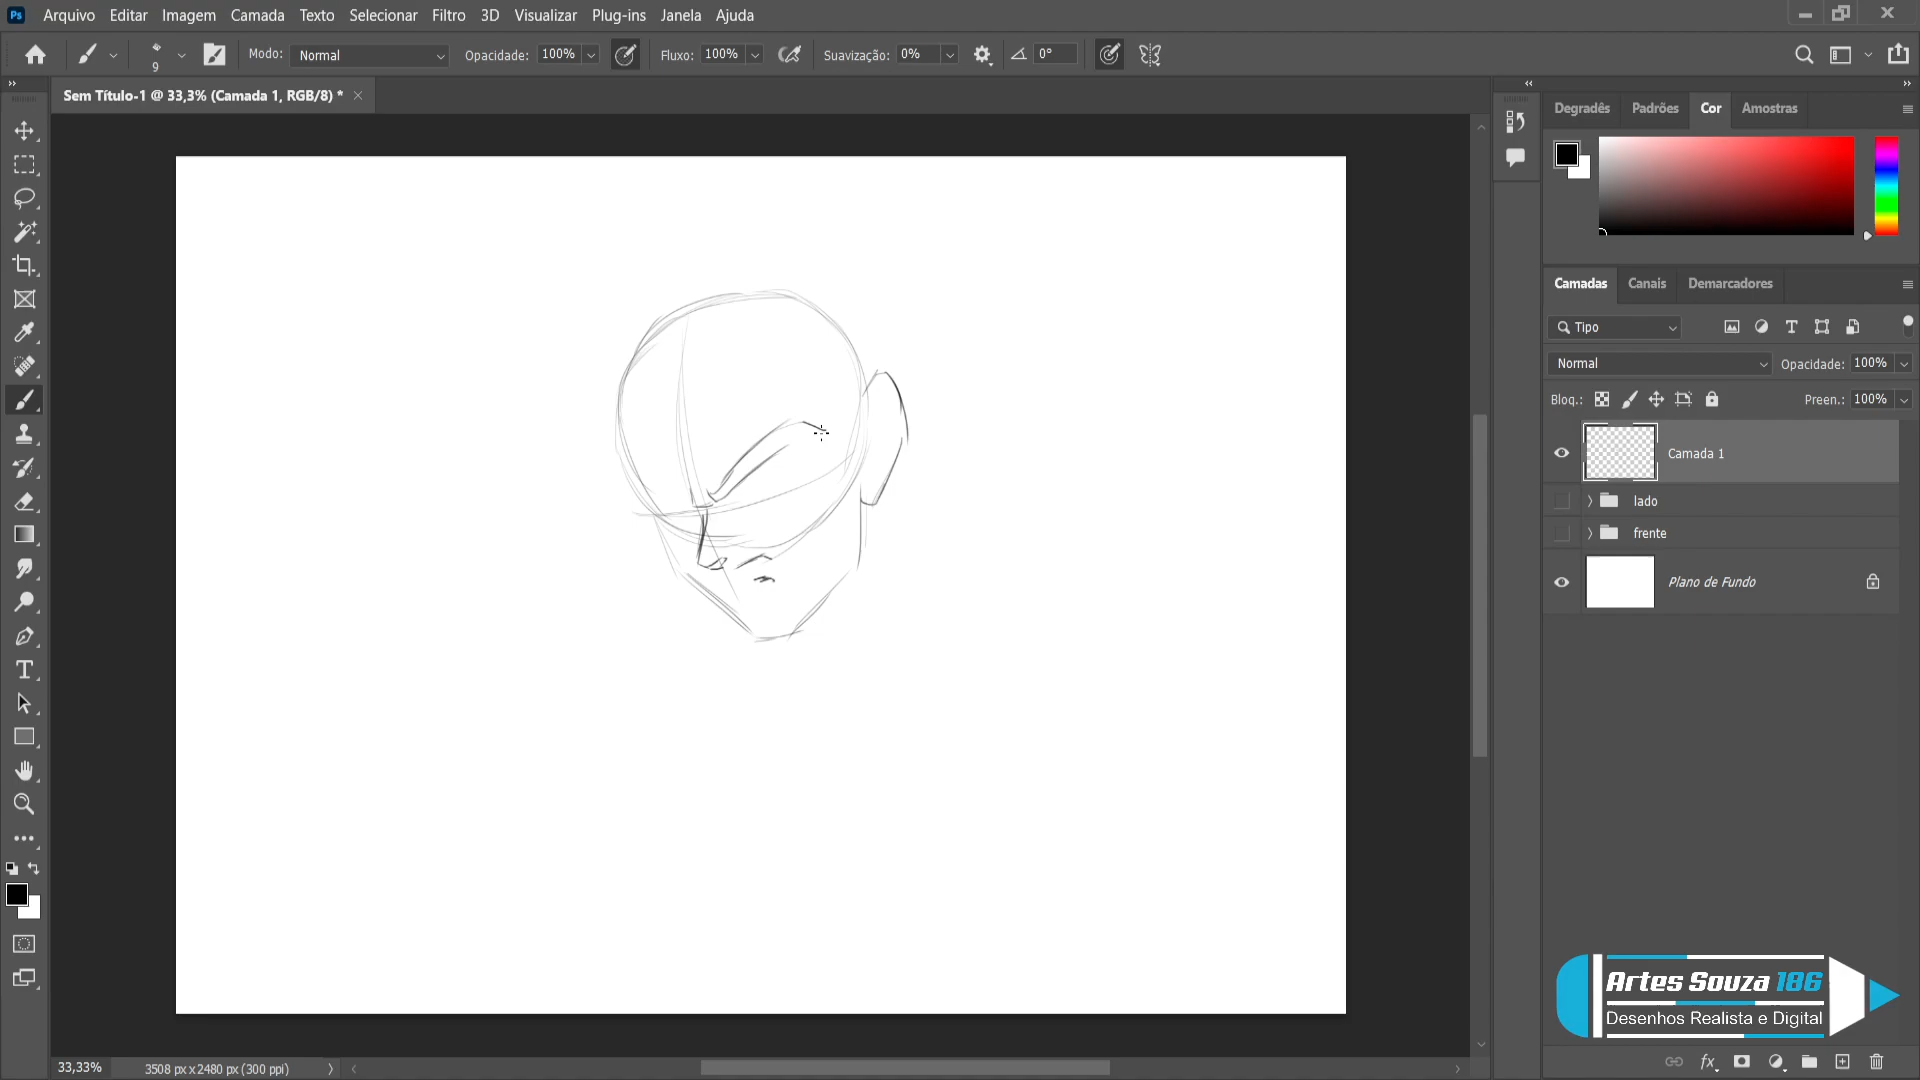 Ps Arquivo Editar Imagem Camada Texto Selecionar Filtro 3D Visualizar Plug-ins Janela Ajuda
9 Modo: Normal Opacidade: 100% Fluxo: 100% Suavização: 0% 0°
Sem Título-1 @ 33,3% (Camada 1, RGB/8) *
Degradês Padrões Cor Amostras
Camadas Canais Demarcadores
Tipo
Normal Opacidade: 100%
Bloq.: Preen.: 100%
Camada 1
lado
frente
Plano de Fundo
Artes Souza 186
Desenhos Realista e Digital
33,33% 3508 px x 2480 px (300 ppi)
fx